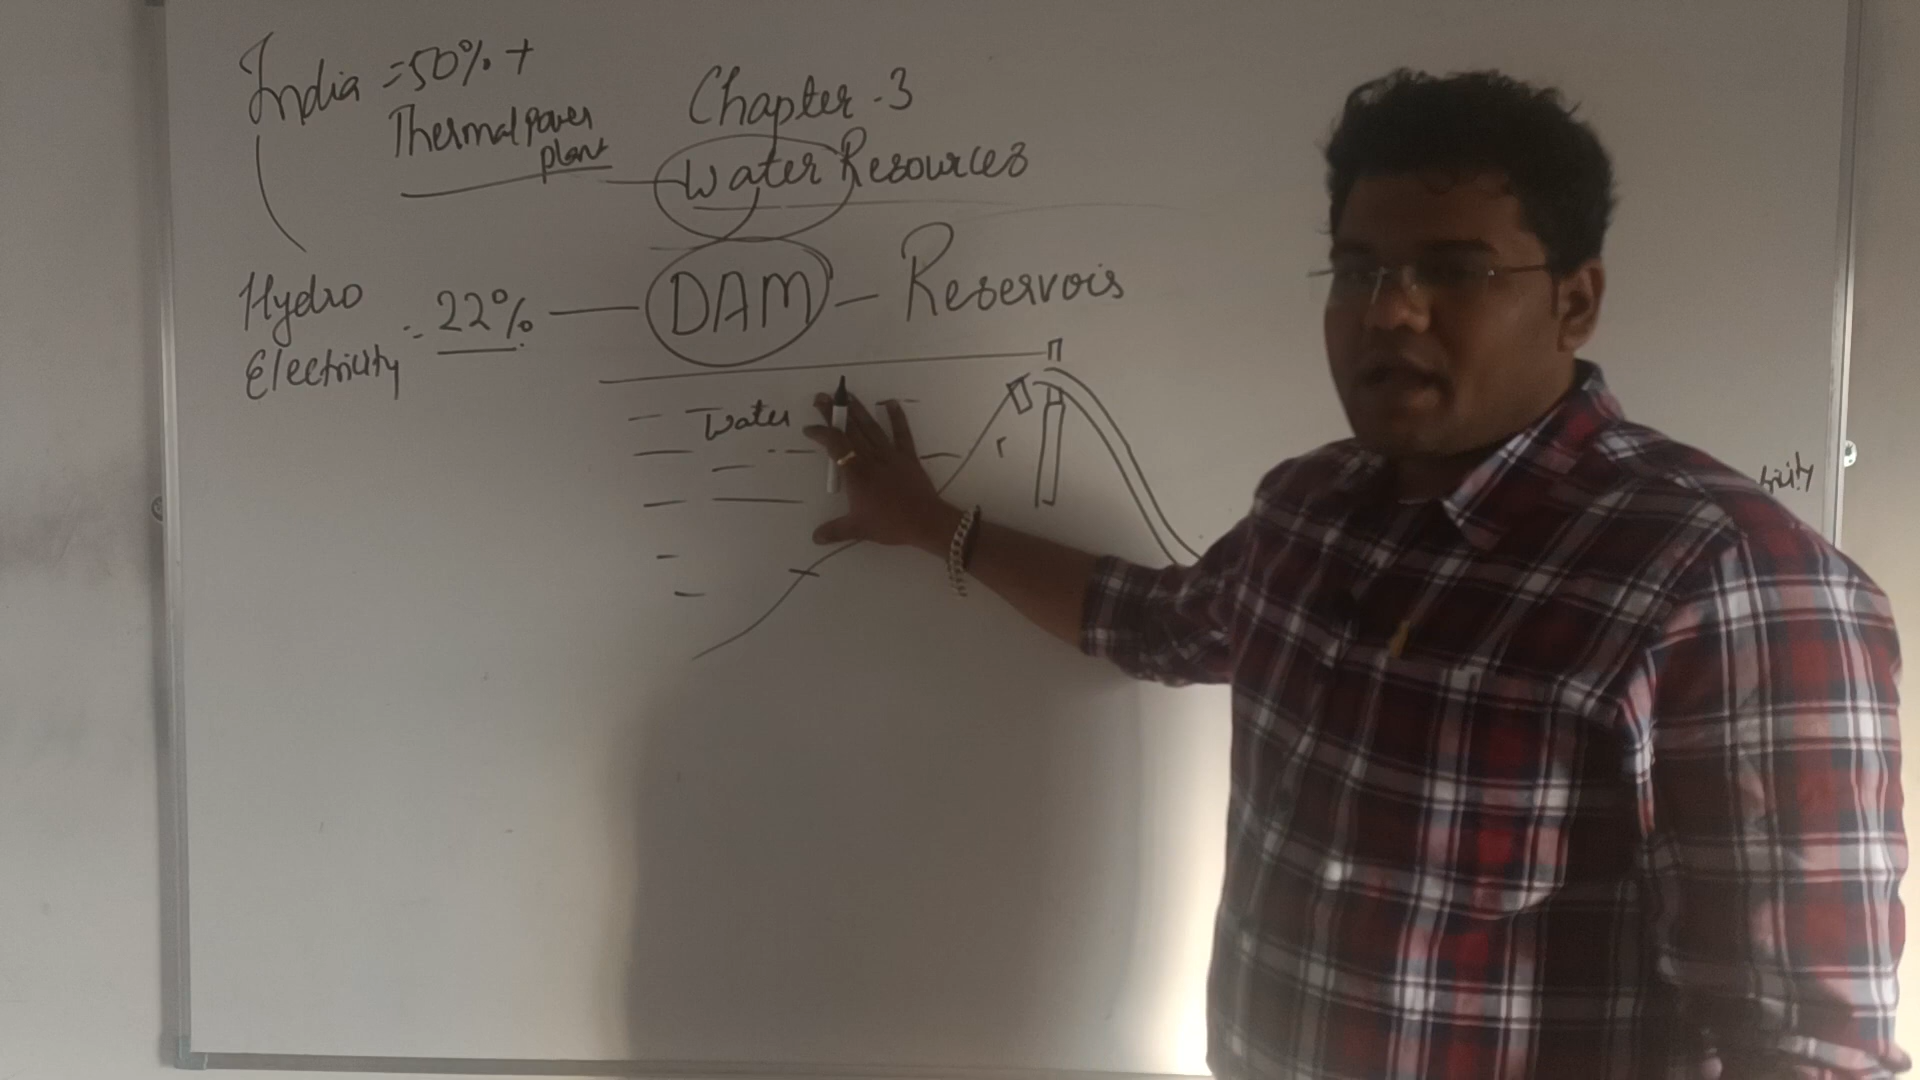 India = 50% +
Thermal power
plant
Chapter - 3
Water Resources
Hydro
Electricity = 22% — DAM — Reservois
Water